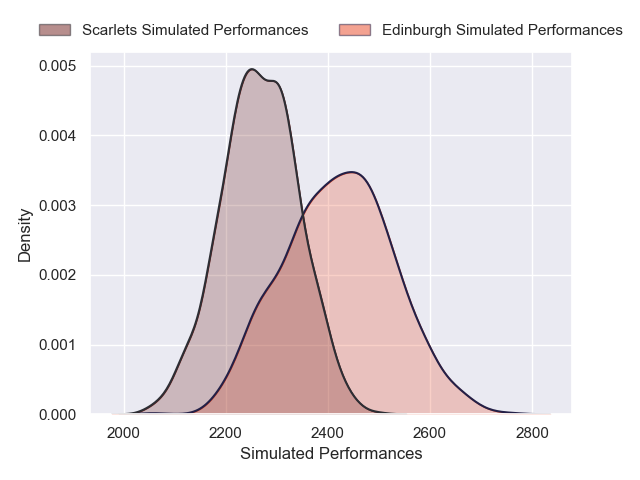 Scarlets Simulated Performances
Edinburgh Simulated Performances
0.005
0.004
0.003
0.002
0.001
0.000
Density
2000
2200
2400
2600
2800
Simulated Performances